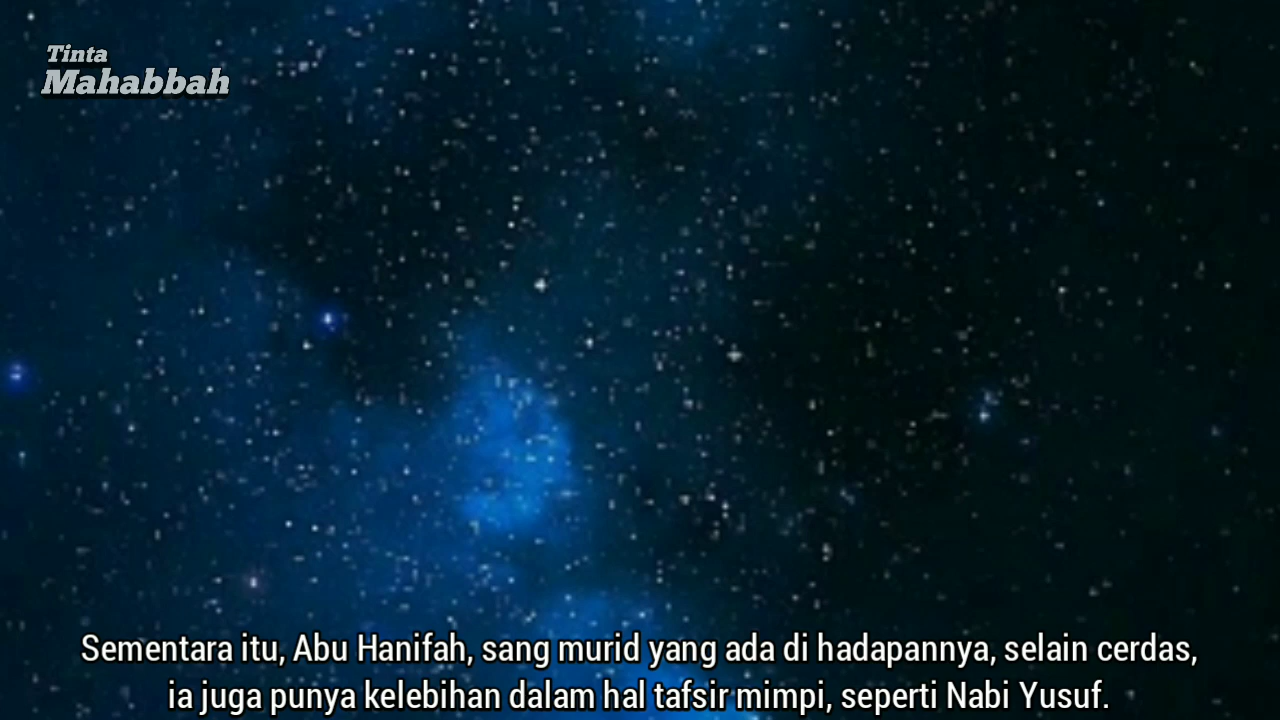 Tinta
Mahabbah
Sementara itu, Abu Hanifah, sang murid yang ada di hadapannya, selain cerdas,
ia juga punya kelebihan dalam hal tafsir mimpi, seperti Nabi Yusuf.